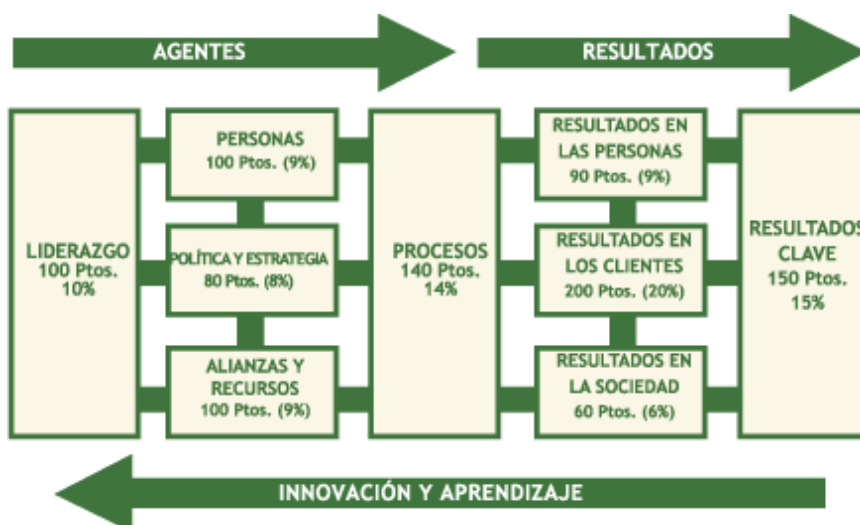 AGENTES
RESULTADOS
LIDERAZGO
100 Ptos.
10%
PERSONAS
100 Ptos. (9%)
POLÍTICA Y ESTRATEGIA
80 Ptos. (8%)
ALIANZAS Y
RECURSOS
100 Ptos. (9%)
PROCESOS
140 Ptos.
14%
RESULTADOS EN
LAS PERSONAS
90 Ptos. (9%)
RESULTADOS EN
LOS CLIENTES
200 Ptos. (20%)
RESULTADOS EN
LA SOCIEDAD
60 Ptos. (6%)
RESULTADOS
CLAVE
150 Ptos.
15%
INNOVACIÓN Y APRENDIZAJE